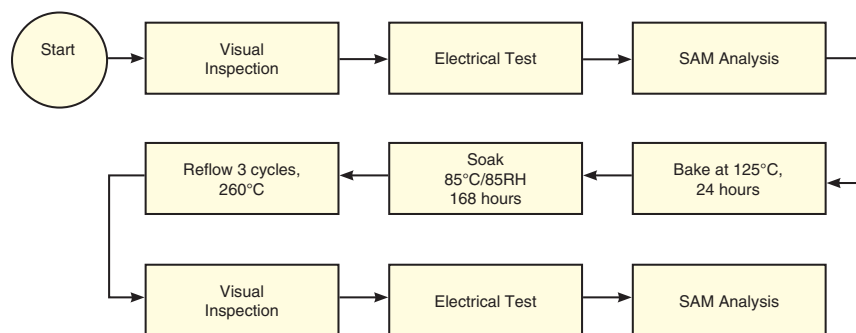 Start
Visual
Inspection
Electrical Test
SAM Analysis
Bake at 125°C,
24 hours
Soak
85°C/85RH
168 hours
Reflow 3 cycles,
260°C
Visual
Inspection
Electrical Test
SAM Analysis